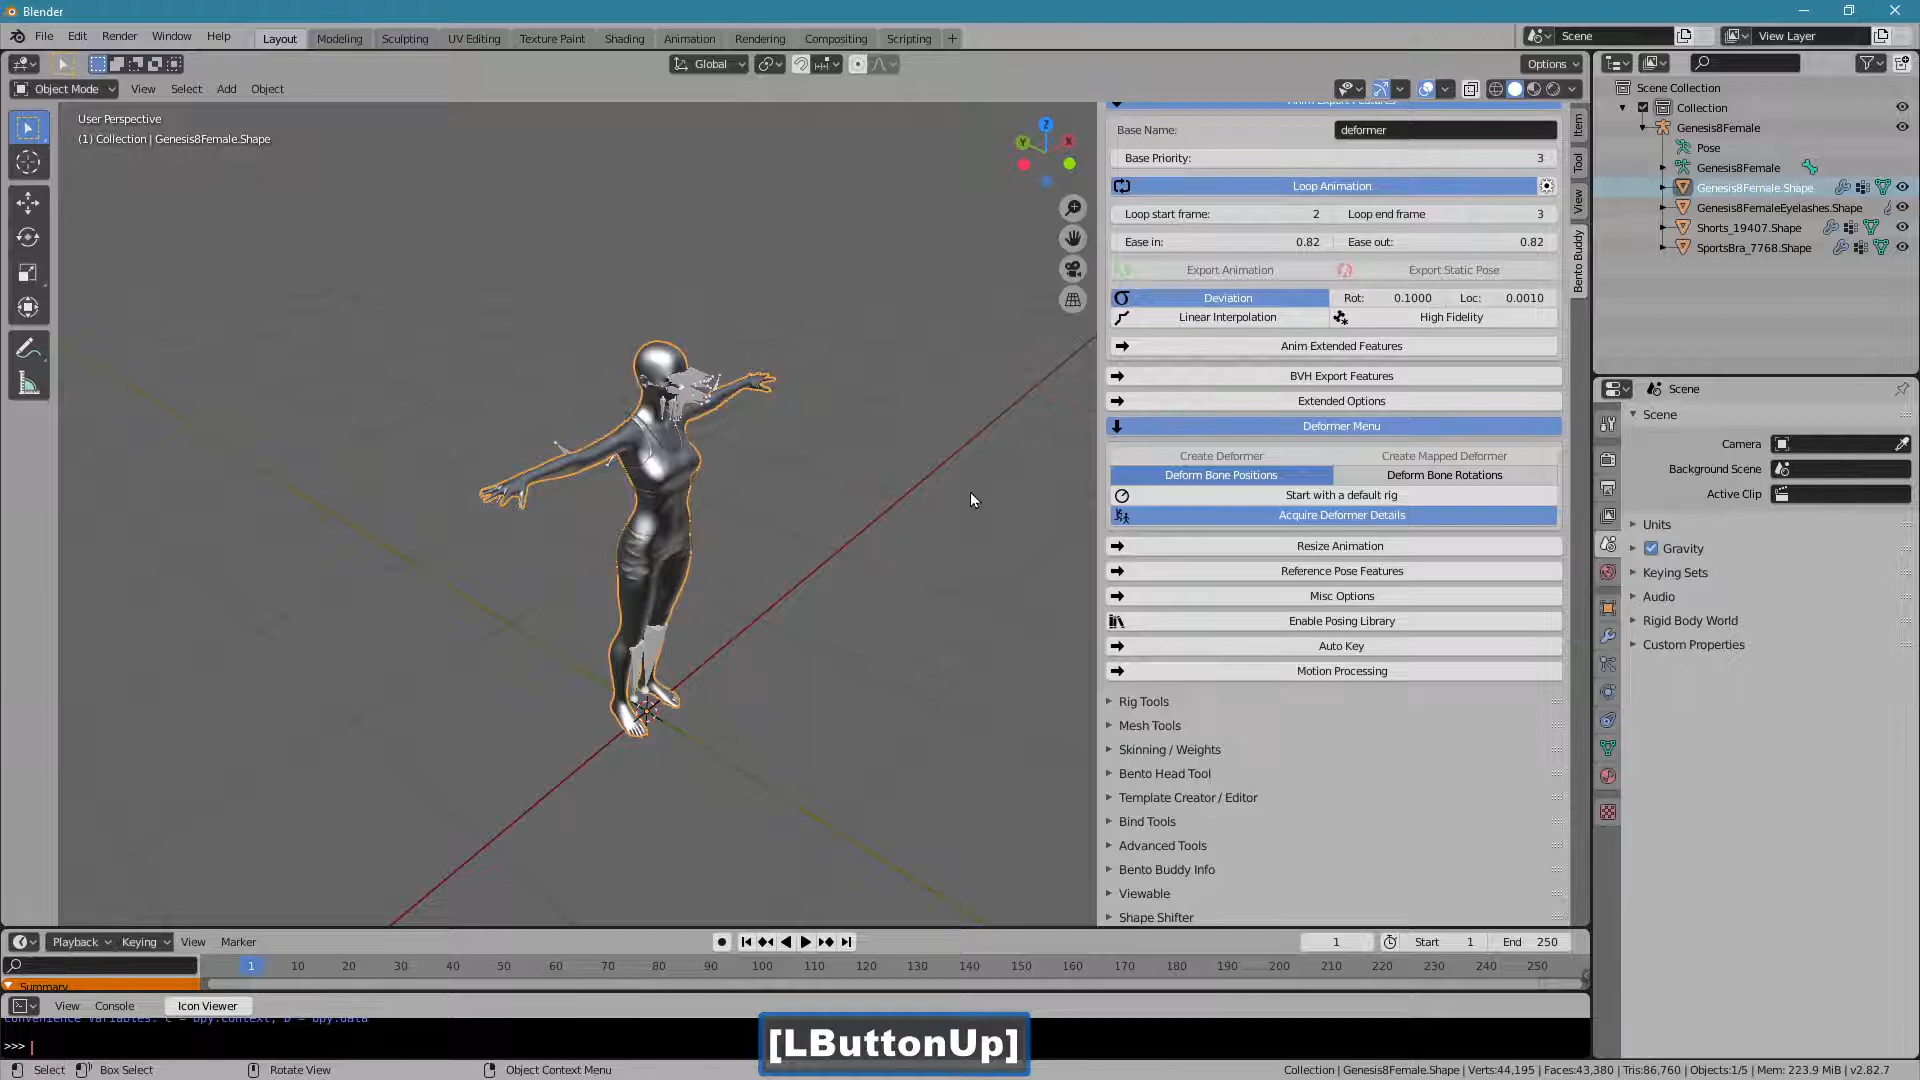 Blender
File Edit Render Window Help Layout Modeling Sculpting UV Editing Texture Paint Shading Animation Rendering Compositing Scripting + Scene View Layer
Global Options
Object Mode View Select Add Object
User Perspective
(1) Collection | Genesis8Female.Shape
Z
Y
X
Anim Export Features
Base Name: deformer
Base Priority: 3
Loop Animation
Loop start frame: 2 Loop end frame 3
Ease in: 0.82 Ease out: 0.82
Export Animation Export Static Pose
Deviation Rot: 0.1000 Loc: 0.0010
Linear Interpolation High Fidelity
Anim Extended Features
BVH Export Features
Extended Options
Deformer Menu
Create Deformer Create Mapped Deformer
Deform Bone Positions Deform Bone Rotations
Start with a default rig
Acquire Deformer Details
Resize Animation
Reference Pose Features
Misc Options
Enable Posing Library
Auto Key
Motion Processing
Rig Tools
Mesh Tools
Skinning / Weights
Bento Head Tool
Template Creator / Editor
Bind Tools
Advanced Tools
Bento Buddy Info
Viewable
Shape Shifter
Item
Tool
View
Bento Buddy
Scene Collection
Collection
Genesis8Female
Pose
Genesis8Female
Genesis8Female.Shape
Genesis8FemaleEyelashes.Shape
Shorts_19407.Shape
SportsBra_7768.Shape
Scene
Scene
Camera
Background Scene
Active Clip
Units
Gravity
Keying Sets
Audio
Rigid Body World
Custom Properties
Playback Keying View Marker 1 Start 1 End 250
1 10 20 30 40 50 60 70 80 90 100 110 120 130 140 150 160 170 180 190 200 210 220 230 240 250
Summary
View Console Icon Viewer
Convenience Variables: C = bpy.context, D = bpy.data
>>>
[LButtonUp]
Select Box Select Rotate View Object Context Menu Collection | Genesis8Female.Shape | Verts:44,195 | Faces:43,380 | Tris:86,760 | Objects:1/5 | Mem: 223.9 MiB | v2.82.7